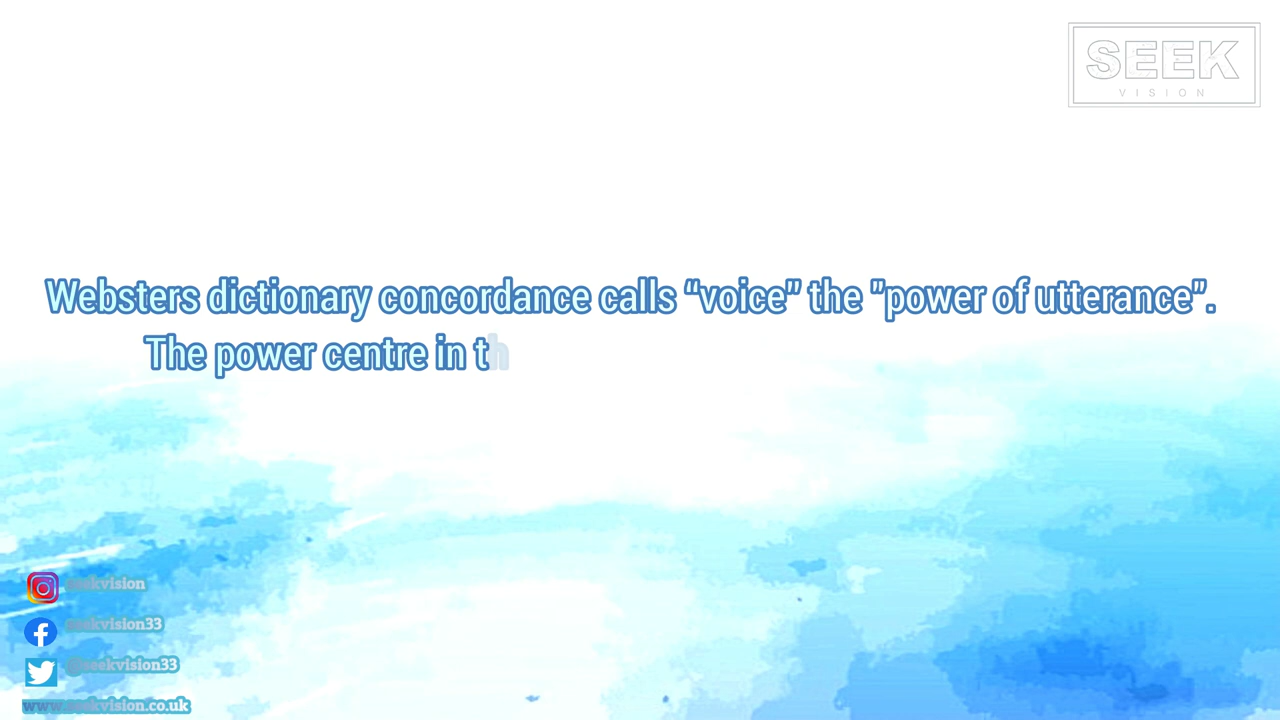 SEEK
VISION
Websters dictionary concordance calls “voice” the ”power of utterance”.
The power centre in th
seekvision
seekvision33
@seekvision33
www.seekvision.co.uk